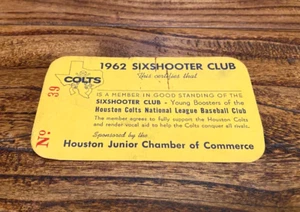 1962 SIXSHOOTER CLUB
COLTS
this certifies that
IS A MEMBER IN GOOD STANDING OF THE
SIXSHOOTER CLUB - Young Boosters of the
Houston Colts National League Baseball Club
The member agrees to fully support the Houston Colts
and render vocal aid to help the Colts conquer all rivals.
Sponsored by the
Houston Junior Chamber of Commerce
No 39